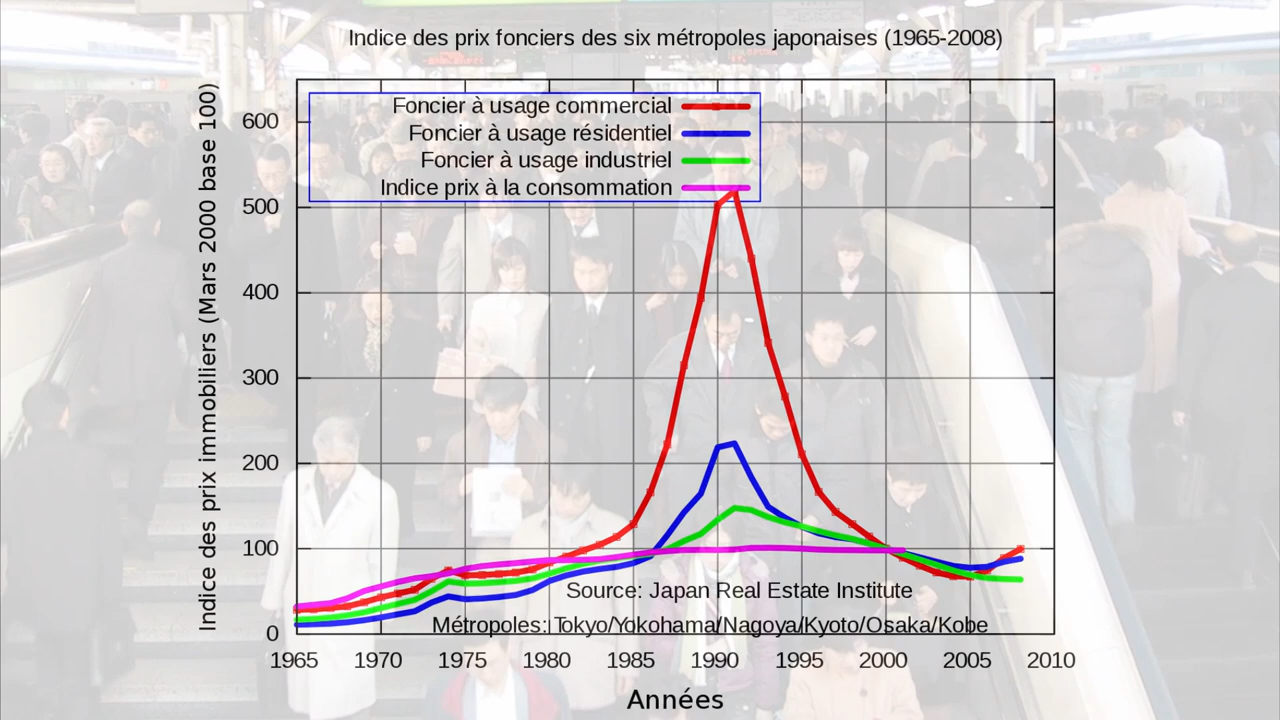 Indice des prix fonciers des six métropoles japonaises (1965-2008)
Indice des prix immobiliers (Mars 2000 base 100)
Foncier à usage commercial
Foncier à usage résidentiel
Foncier à usage industriel
Indice prix à la consommation
600
500
400
300
200
100
0
Source: Japan Real Estate Institute
Métropoles: Tokyo/Yokohama/Nagoya/Kyoto/Osaka/Kobe
1965 1970 1975 1980 1985 1990 1995 2000 2005 2010
Années